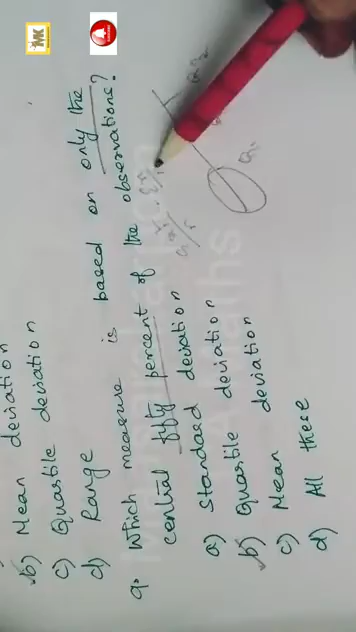 MK
b) Mean deviation
c) Quartile deviation
d) Range
9. Which measure is based on only the
central fifty percent of the observations?
a) Standard deviation
b) Quartile deviation
c) Mean deviation
d) All these